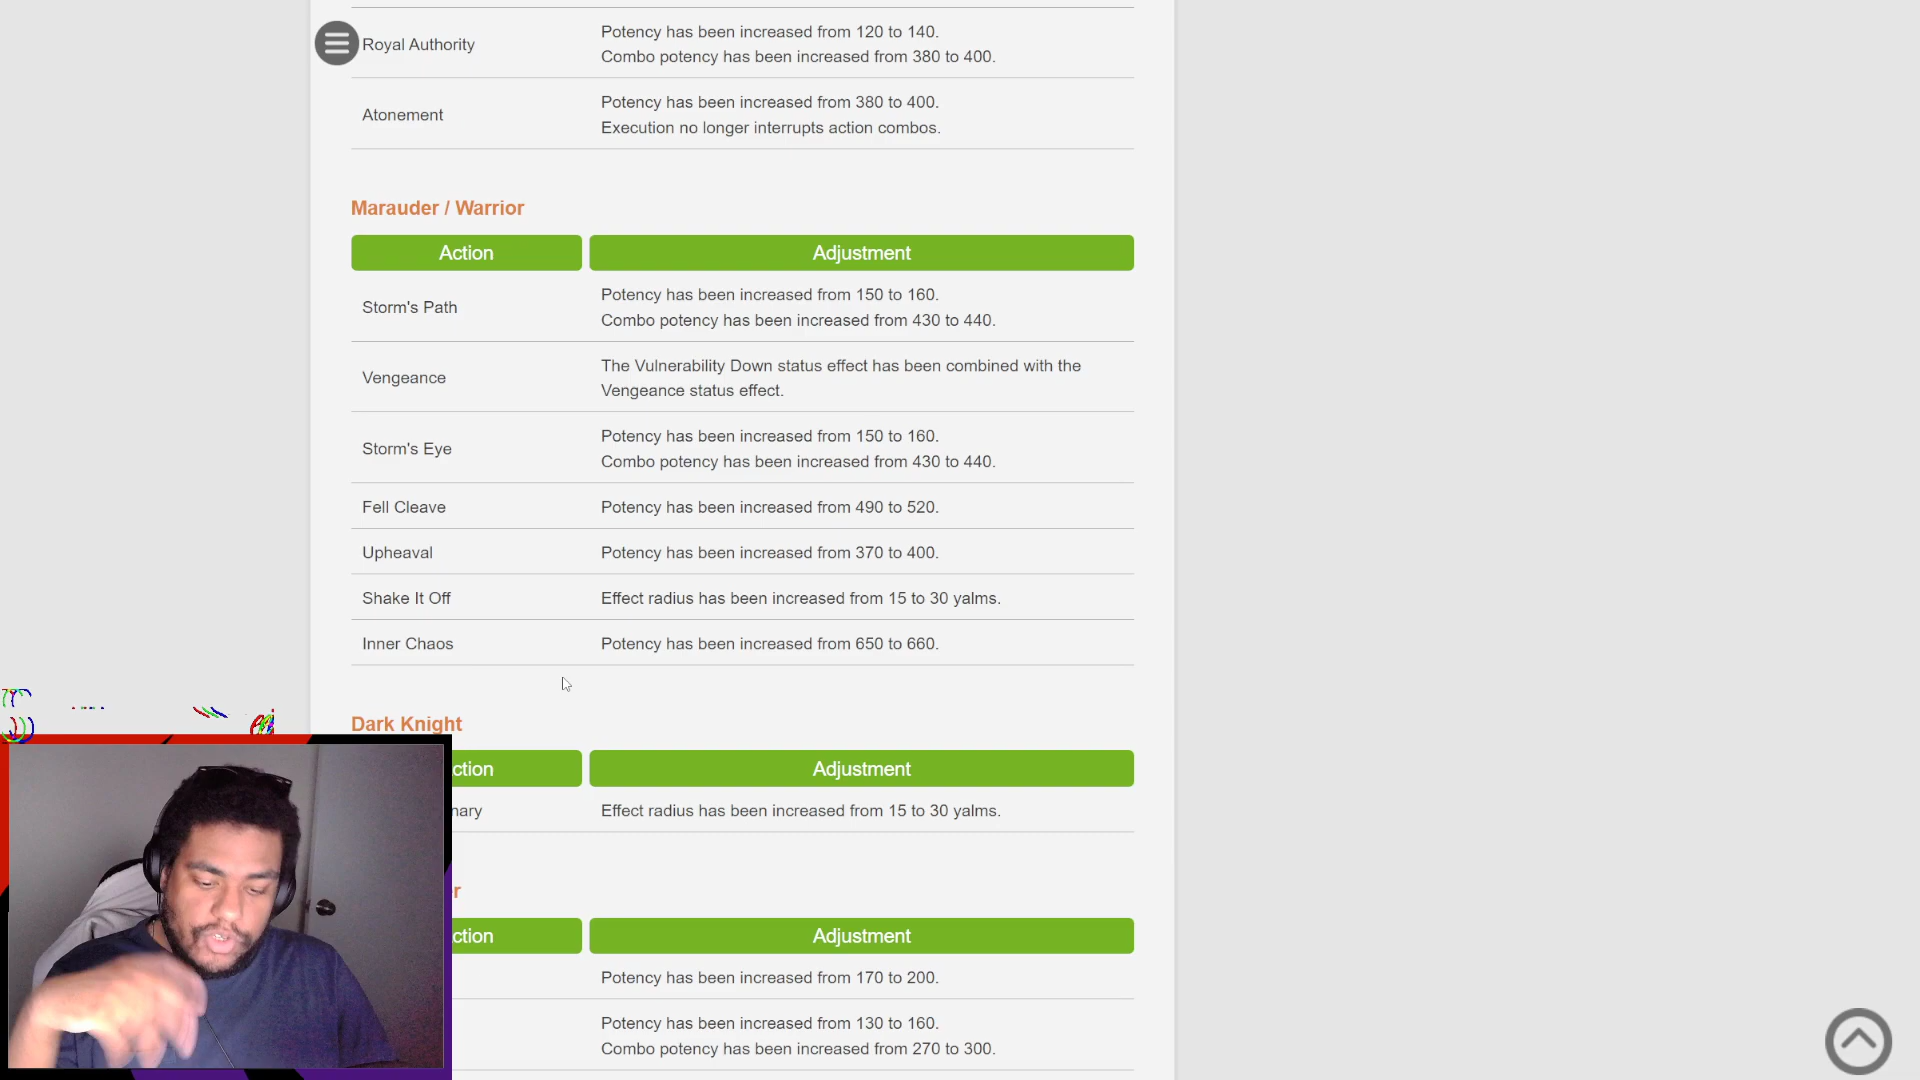 Royal Authority
Potency has been increased from 120 to 140.
Combo potency has been increased from 380 to 400.
Atonement
Potency has been increased from 380 to 400.
Execution no longer interrupts action combos.
Marauder / Warrior
Action
Adjustment
Storm's Path
Potency has been increased from 150 to 160.
Combo potency has been increased from 430 to 440.
Vengeance
The Vulnerability Down status effect has been combined with the
Vengeance status effect.
Storm's Eye
Potency has been increased from 150 to 160.
Combo potency has been increased from 430 to 440.
Fell Cleave
Potency has been increased from 490 to 520.
Upheaval
Potency has been increased from 370 to 400.
Shake It Off
Effect radius has been increased from 15 to 30 yalms.
Inner Chaos
Potency has been increased from 650 to 660.
Dark Knight
ction
Adjustment
nary
Effect radius has been increased from 15 to 30 yalms.
er
ction
Adjustment
Potency has been increased from 170 to 200.
Potency has been increased from 130 to 160.
Combo potency has been increased from 270 to 300.